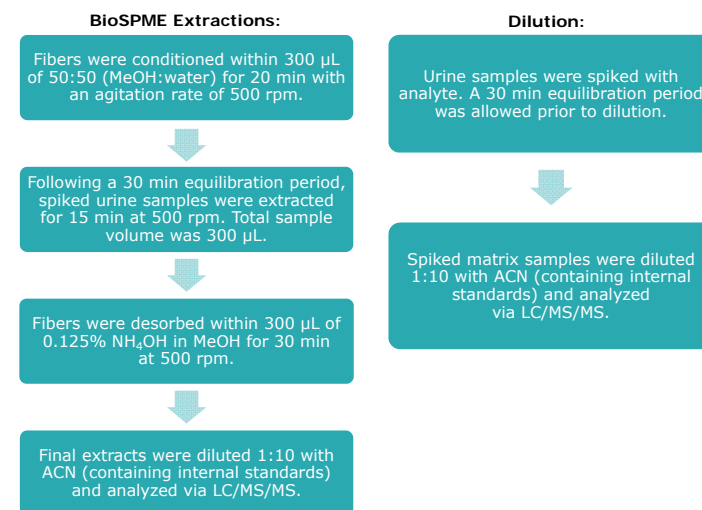 BioSPME Extractions:
Fibers were conditioned within 300 µL
of 50:50 (MeOH:water) for 20 min with
an agitation rate of 500 rpm.
Following a 30 min equilibration period,
spiked urine samples were extracted
for 15 min at 500 rpm. Total sample
volume was 300 µL.
Fibers were desorbed within 300 µL of
0.125% NH₄OH in MeOH for 30 min
at 500 rpm.
Final extracts were diluted 1:10 with
ACN (containing internal standards)
and analyzed via LC/MS/MS.
Dilution:
Urine samples were spiked with
analyte. A 30 min equilibration period
was allowed prior to dilution.
Spiked matrix samples were diluted
1:10 with ACN (containing internal
standards) and analyzed
via LC/MS/MS.